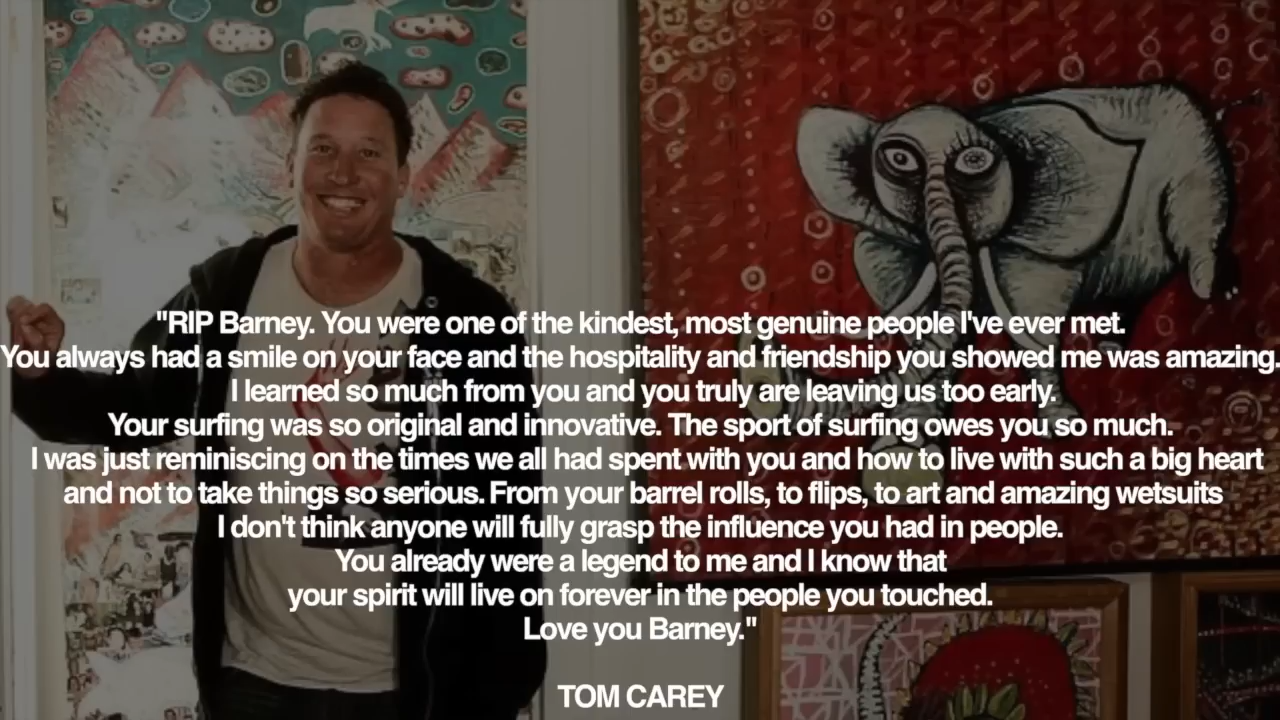 "RIP Barney. You were one of the kindest, most genuine people I've ever met.
You always had a smile on your face and the hospitality and friendship you showed me was amazing.
I learned so much from you and you truly are leaving us too early.
Your surfing was so original and innovative. The sport of surfing owes you so much.
I was just reminiscing on the times we all had spent with you and how to live with such a big heart
and not to take things so serious. From your barrel rolls, to flips, to art and amazing wetsuits
I don't think anyone will fully grasp the influence you had in people.
You already were a legend to me and I know that
your spirit will live on forever in the people you touched.
Love you Barney."
TOM CAREY